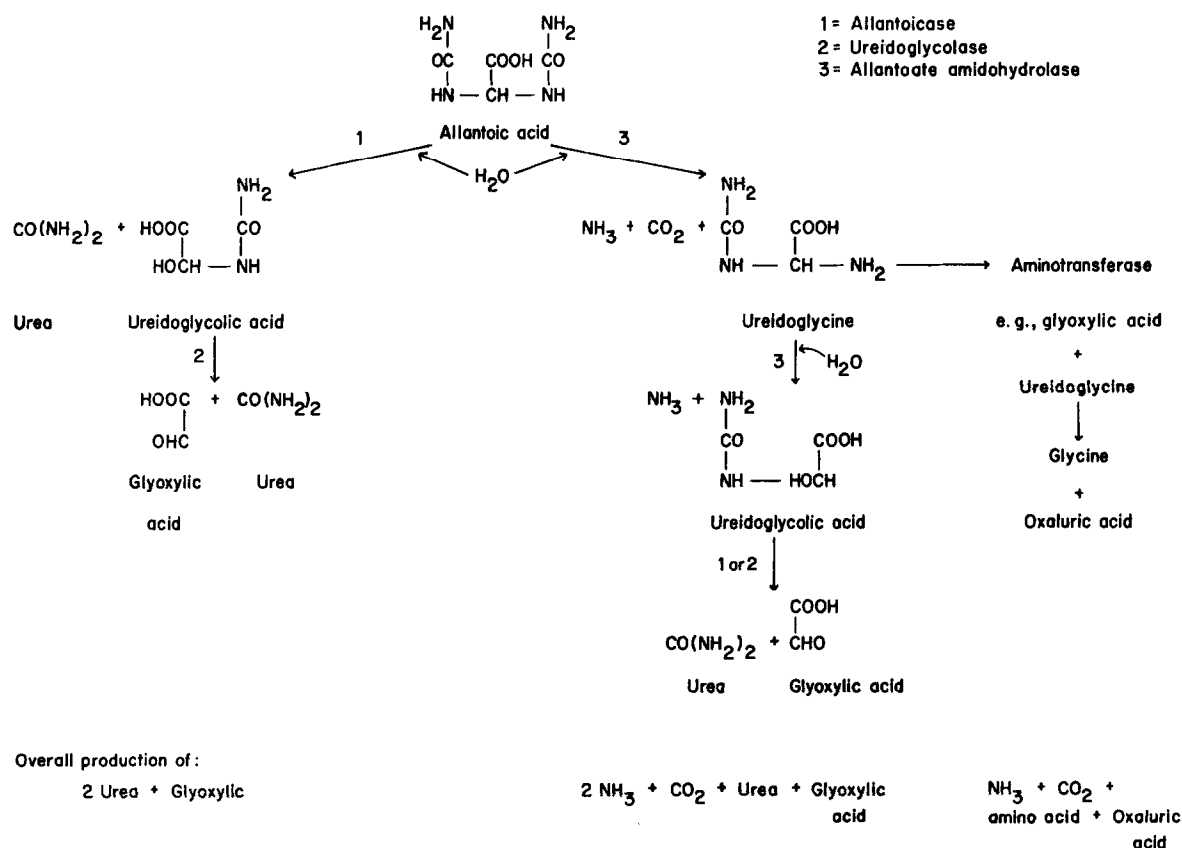 1 = Allantoicase
2 = Ureidoglycolase
3 = Allantoate amidohydrolase
H2N NH2
OC COOH CO
HN — CH — NH
Allantoic acid
1 3
H2O
NH2
CO(NH2)2 + HOOC CO
HOCH — NH
Urea Ureidoglycolic acid
2
HOOC + CO(NH2)2
OHC
Glyoxylic Urea
acid
NH2
NH3 + CO2 + CO COOH
NH — CH — NH2
Ureidoglycine
3 H2O
NH3 + NH2
CO COOH
NH — HOCH
Ureidoglycolic acid
1 or 2
COOH
CO(NH2)2 + CHO
Urea Glyoxylic acid
Aminotransferase
e.g., glyoxylic acid
+
Ureidoglycine
Glycine
+
Oxaluric acid
Overall production of :
2 Urea + Glyoxylic
2 NH3 + CO2 + Urea + Glyoxylic
acid
NH3 + CO2 +
amino acid + Oxaluric
acid